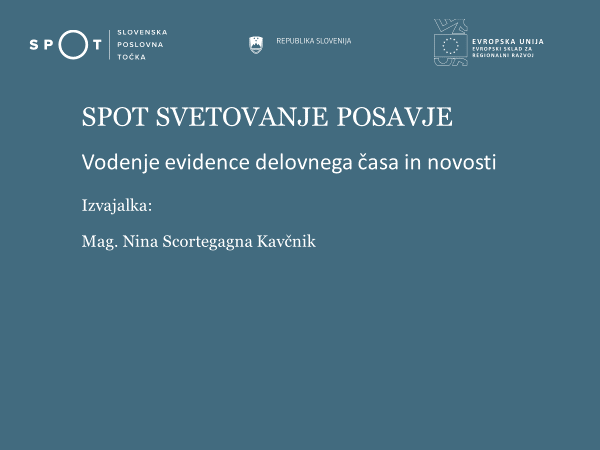 SPOT
SLOVENSKA
POSLOVNA
TOČKA
REPUBLIKA SLOVENIJA
EVROPSKA UNIJA
EVROPSKI SKLAD ZA
REGIONALNI RAZVOJ
SPOT SVETOVANJE POSAVJE
Vodenje evidence delovnega časa in novosti
Izvajalka:
Mag. Nina Scortegagna Kavčnik